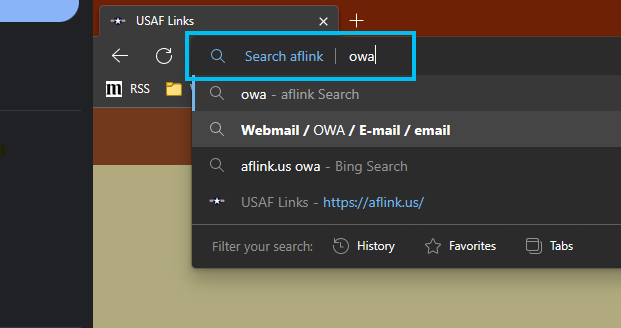 USAF Links
Search aflink owa
RSS
owa - aflink Search
Webmail / OWA / E-mail / email
aflink.us owa - Bing Search
USAF Links - https://aflink.us/
Filter your search: History Favorites Tabs